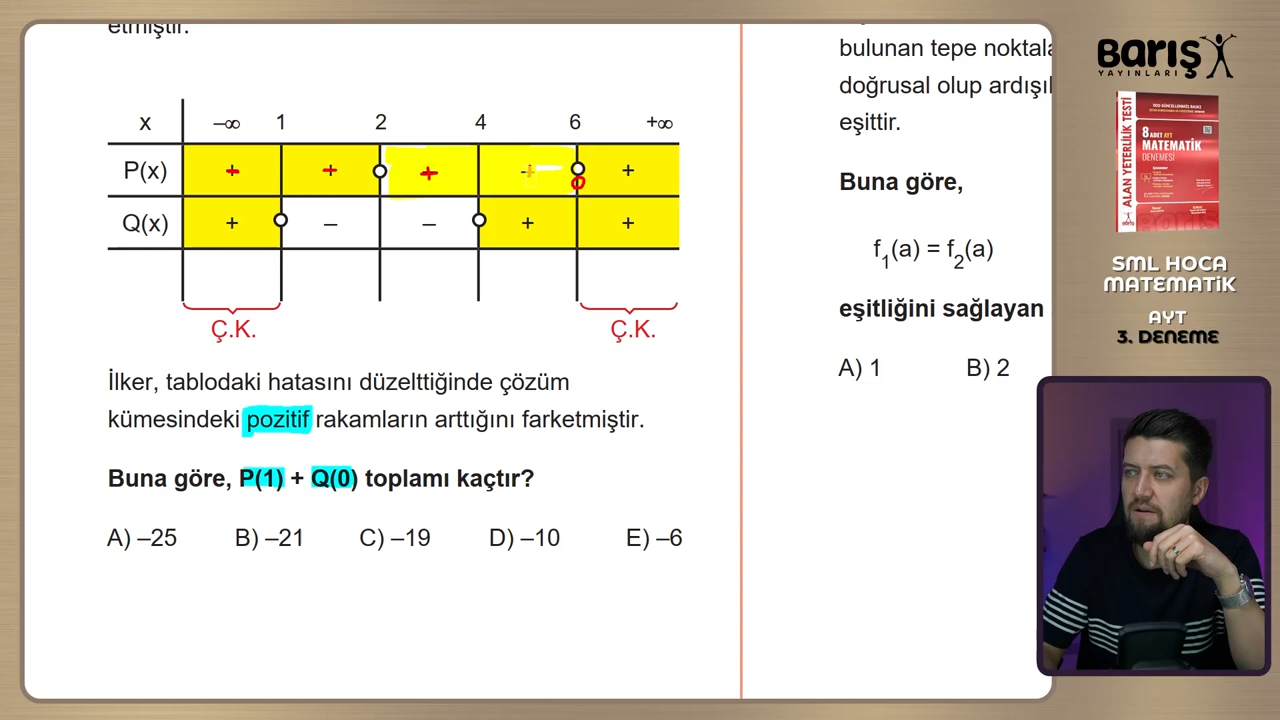 etmiştir.
x –∞ 1 2 4 6 +∞
P(x) + + + + +
Q(x) + – – + +
Ç.K. Ç.K.
İlker, tablodaki hatasını düzelttiğinde çözüm
kümesindeki pozitif rakamların arttığını farketmiştir.
Buna göre, P(1) + Q(0) toplamı kaçtır?
A) –25 B) –21 C) –19 D) –10 E) –6
bulunan tepe noktala
doğrusal olup ardışıl
eşittir.
Buna göre,
f1(a) = f2(a)
eşitliğini sağlayan
A) 1 B) 2
BARIŞ
YAYINLARI
ALAN YETERLİLİK TESTİ
8 ADET AYT
MATEMATİK
DENEMESİ
BARIŞ
SML HOCA
MATEMATİK
AYT
3. DENEME